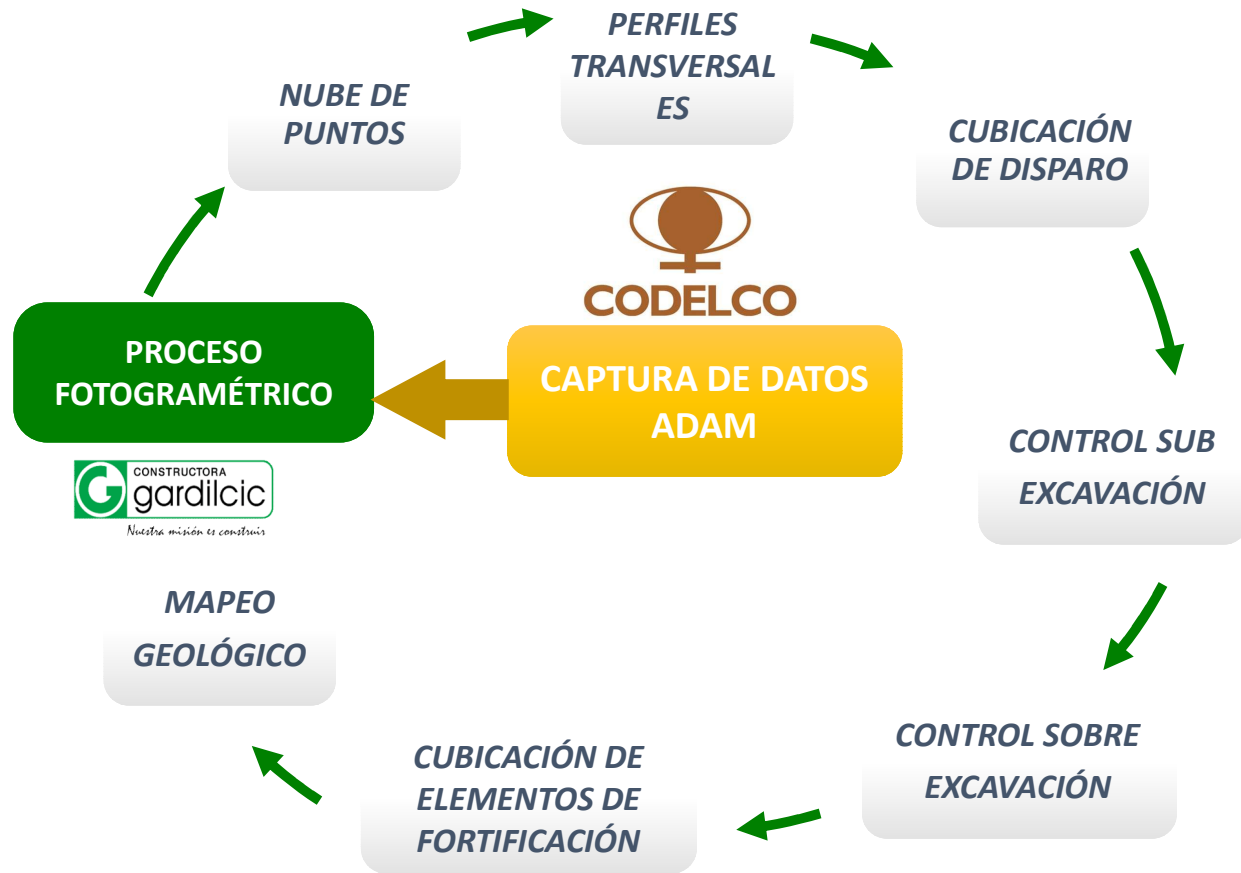 PERFILES
TRANSVERSAL
ES
NUBE DE
PUNTOS
CUBICACIÓN
DE DISPARO
CODELCO
PROCESO
FOTOGRAMÉTRICO
CAPTURA DE DATOS
ADAM
CONTROL SUB
EXCAVACIÓN
G
CONSTRUCTORA
gardilcic
Nuestra misión es construir
MAPEO
GEOLÓGICO
CONTROL SOBRE
EXCAVACIÓN
CUBICACIÓN DE
ELEMENTOS DE
FORTIFICACIÓN